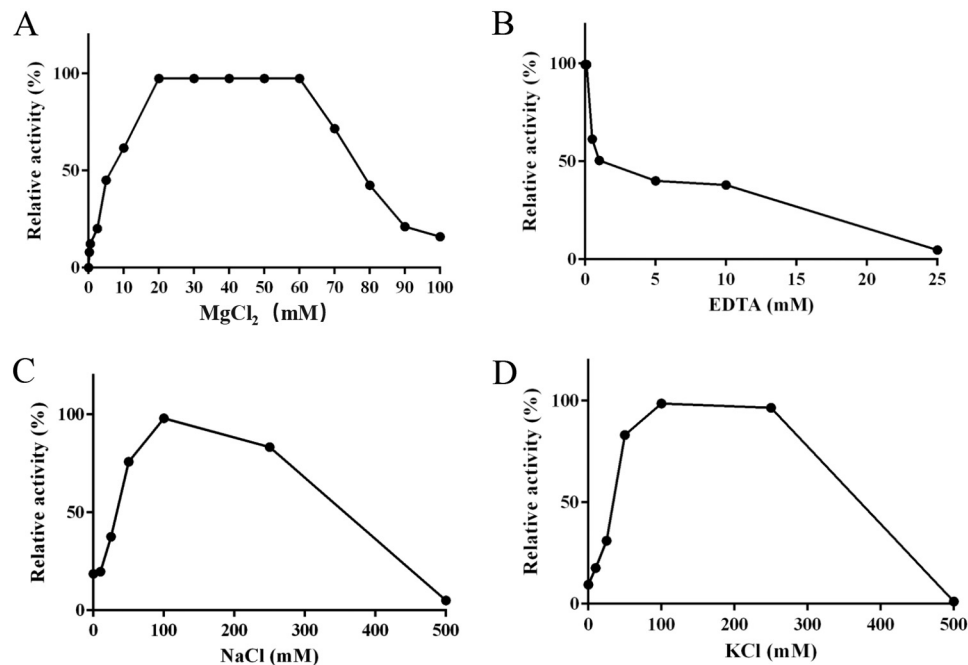 A
Relative activity (%)
100
50
0
0 10 20 30 40 50 60 70 80 90 100
MgCl₂ (mM)
B
Relative activity (%)
100
50
0
0 5 10 15 20 25
EDTA (mM)
C
Relative activity (%)
100
50
0
0 100 200 300 400 500
NaCl (mM)
D
Relative activity (%)
100
50
0
0 100 200 300 400 500
KCl (mM)